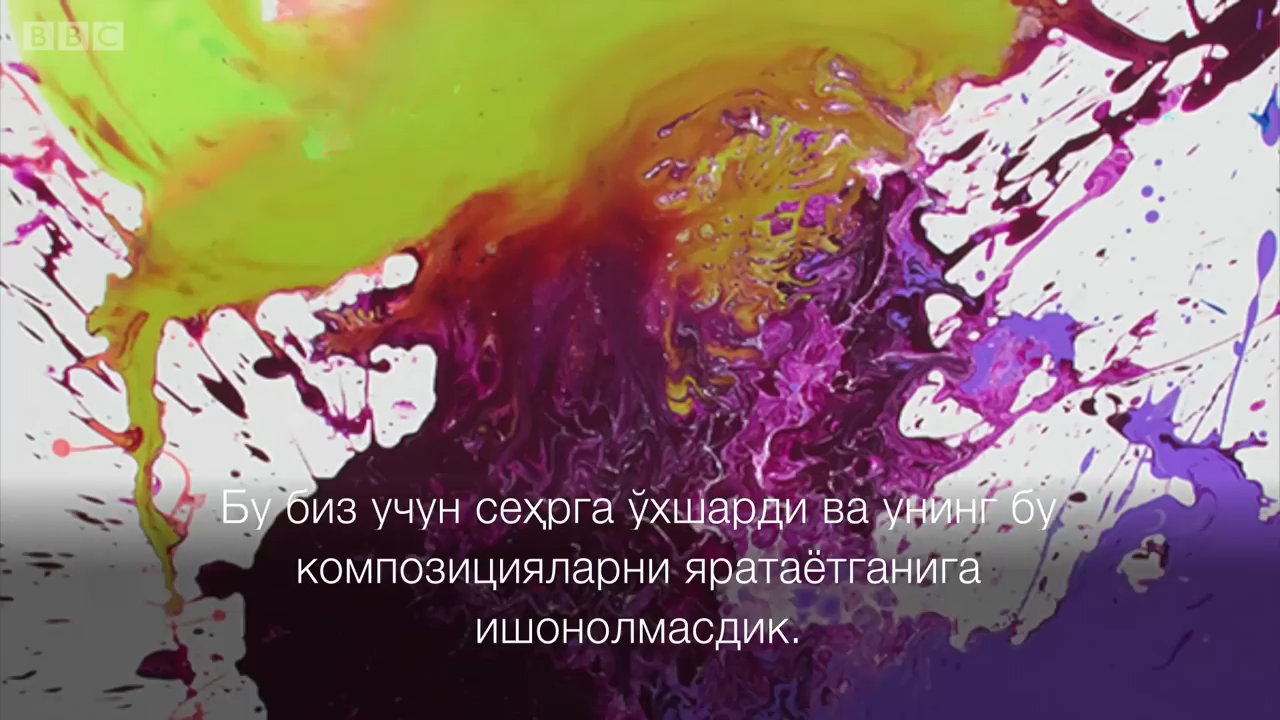 BBC
Бу биз учун сеҳрга ўхшарди ва унинг бу
композицияларни яратаётганига
ишонолмасдик.